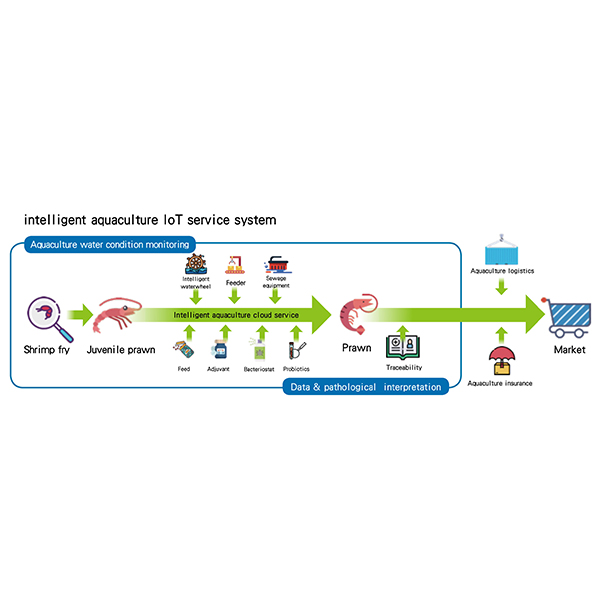 intelligent aquaculture IoT service system
Aquaculture water condition monitoring
Intelligent
waterwheel
Feeder
Sewage
equipment
Aquaculture logistics
Intelligent aquaculture cloud service
Shrimp fry
Juvenile prawn
Prawn
Market
Feed
Adjuvant
Bacteriostat
Probiotics
Traceability
Aquaculture insurance
Data & pathological interpretation